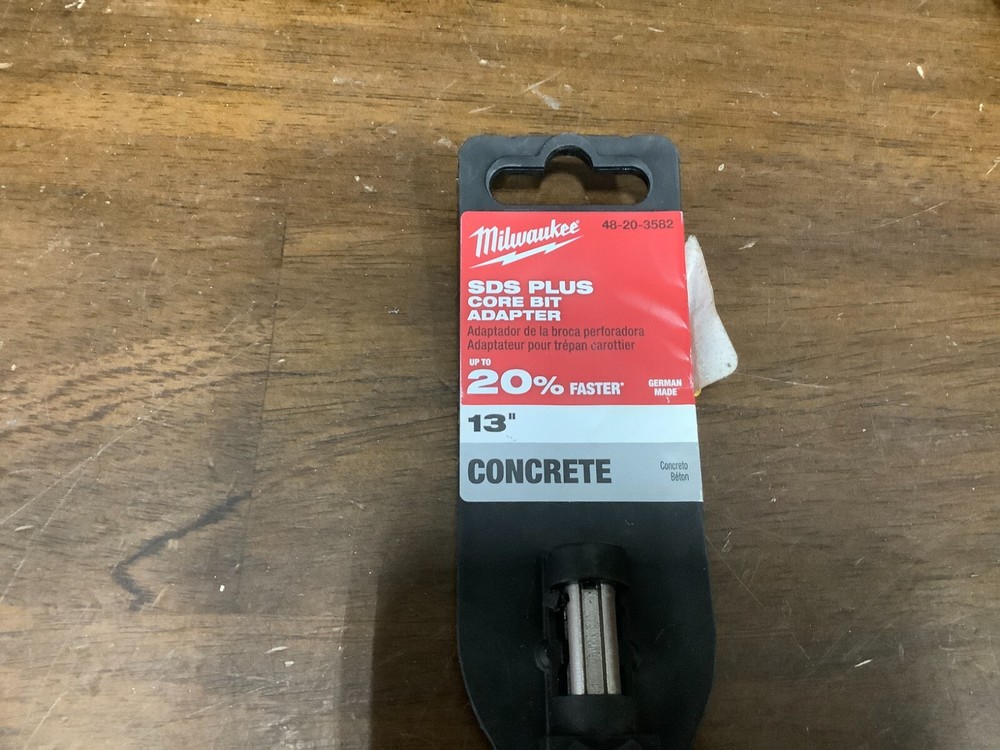 Milwaukee
48-20-3582
SDS PLUS
CORE BIT
ADAPTER
Adaptador de la broca perforadora
Adaptateur pour trépan carottier
UP TO
20% FASTER*
GERMAN
MADE
13"
CONCRETE
Concreto
Béton